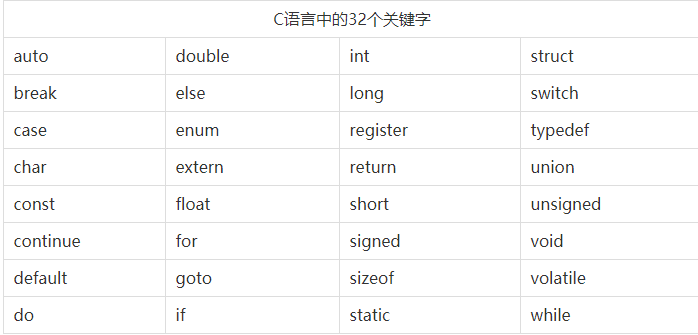 C语言中的32个关键字
auto double int struct
break else long switch
case enum register typedef
char extern return union
const float short unsigned
continue for signed void
default goto sizeof volatile
do if static while